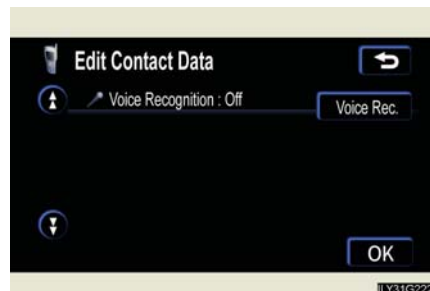 Edit Contact Data
Voice Recognition : Off
Voice Rec.
OK